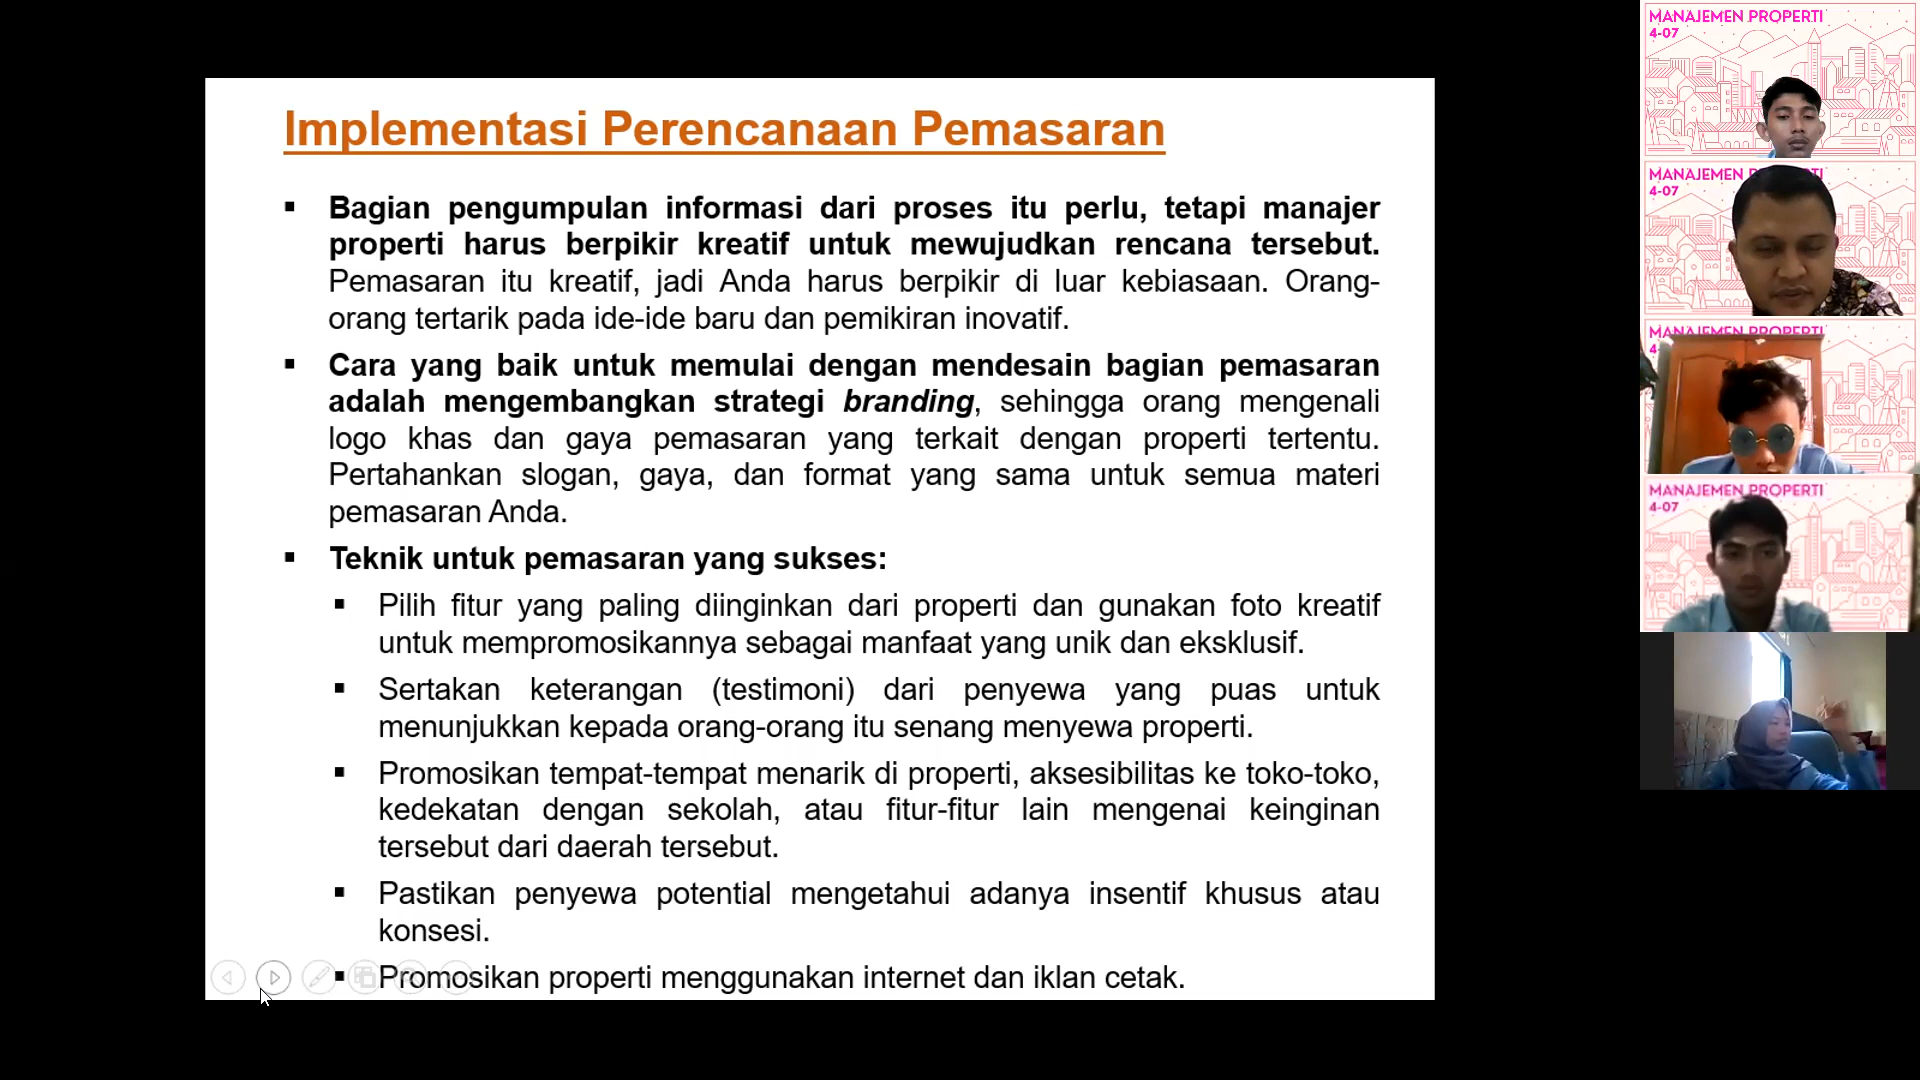 Implementasi Perencanaan Pemasaran
▪ Bagian pengumpulan informasi dari proses itu perlu, tetapi manajer
properti harus berpikir kreatif untuk mewujudkan rencana tersebut.
Pemasaran itu kreatif, jadi Anda harus berpikir di luar kebiasaan. Orang-
orang tertarik pada ide-ide baru dan pemikiran inovatif.
▪ Cara yang baik untuk memulai dengan mendesain bagian pemasaran
adalah mengembangkan strategi branding, sehingga orang mengenali
logo khas dan gaya pemasaran yang terkait dengan properti tertentu.
Pertahankan slogan, gaya, dan format yang sama untuk semua materi
pemasaran Anda.
▪ Teknik untuk pemasaran yang sukses:
▪ Pilih fitur yang paling diinginkan dari properti dan gunakan foto kreatif
untuk mempromosikannya sebagai manfaat yang unik dan eksklusif.
▪ Sertakan keterangan (testimoni) dari penyewa yang puas untuk
menunjukkan kepada orang-orang itu senang menyewa properti.
▪ Promosikan tempat-tempat menarik di properti, aksesibilitas ke toko-toko,
kedekatan dengan sekolah, atau fitur-fitur lain mengenai keinginan
tersebut dari daerah tersebut.
▪ Pastikan penyewa potential mengetahui adanya insentif khusus atau
konsesi.
▪ Promosikan properti menggunakan internet dan iklan cetak.
MANAJEMEN PROPERTI
4-07
MANAJEMEN P TI
4-07
MANAJEMEN PROPERTI
4-
MANAJEMEN PROPERTI
4-07